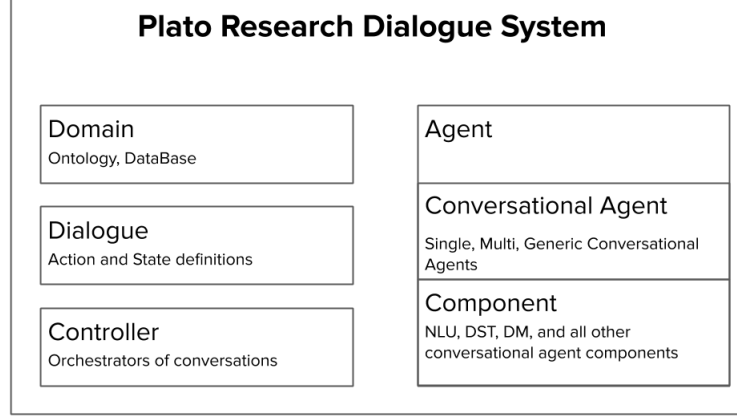 Plato Research Dialogue System
Domain
Ontology, DataBase
Dialogue
Action and State definitions
Controller
Orchestrators of conversations
Agent
Conversational Agent
Single, Multi, Generic Conversational
Agents
Component
NLU, DST, DM, and all other
conversational agent components